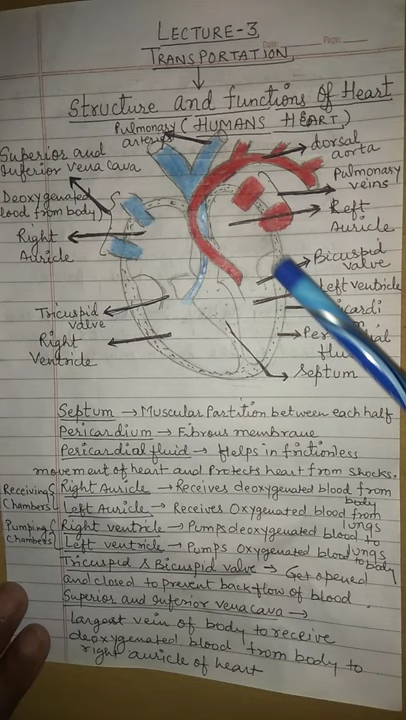 LECTURE-3
TRANSPORTATION
Date: Page:
Structure and functions of Heart
(HUMANS HEART)
Pulmonary
arteries
dorsal
aorta
Superior and
Inferior vena cava
Pulmonary
veins
Deoxygenated
blood from body
Left
Auricle
Right
Auricle
Bicuspid
valve
Left ventricle
Tricuspid
valve
Right
Ventricle
Septum
Septum → Muscular Partition between each half
Pericardium → Fibrous membrane
Pericardial fluid → Helps in frictionless
movement of heart and Protects heart from shocks.
Receiving
Chambers
Right Auricle → Receives deoxygenated blood from
body
Left Auricle → Receives Oxygenated blood from
lungs
Pumping
Chambers
Right ventricle → Pumps deoxygenated blood to
lungs
Left ventricle → Pumps Oxygenated blood to body
Tricuspid & Bicuspid valve → Get opened
and closed to prevent back flow of blood.
Superior and Inferior venacava →
Largest vein of body to receive
deoxygenated blood from body to
right auricle of heart